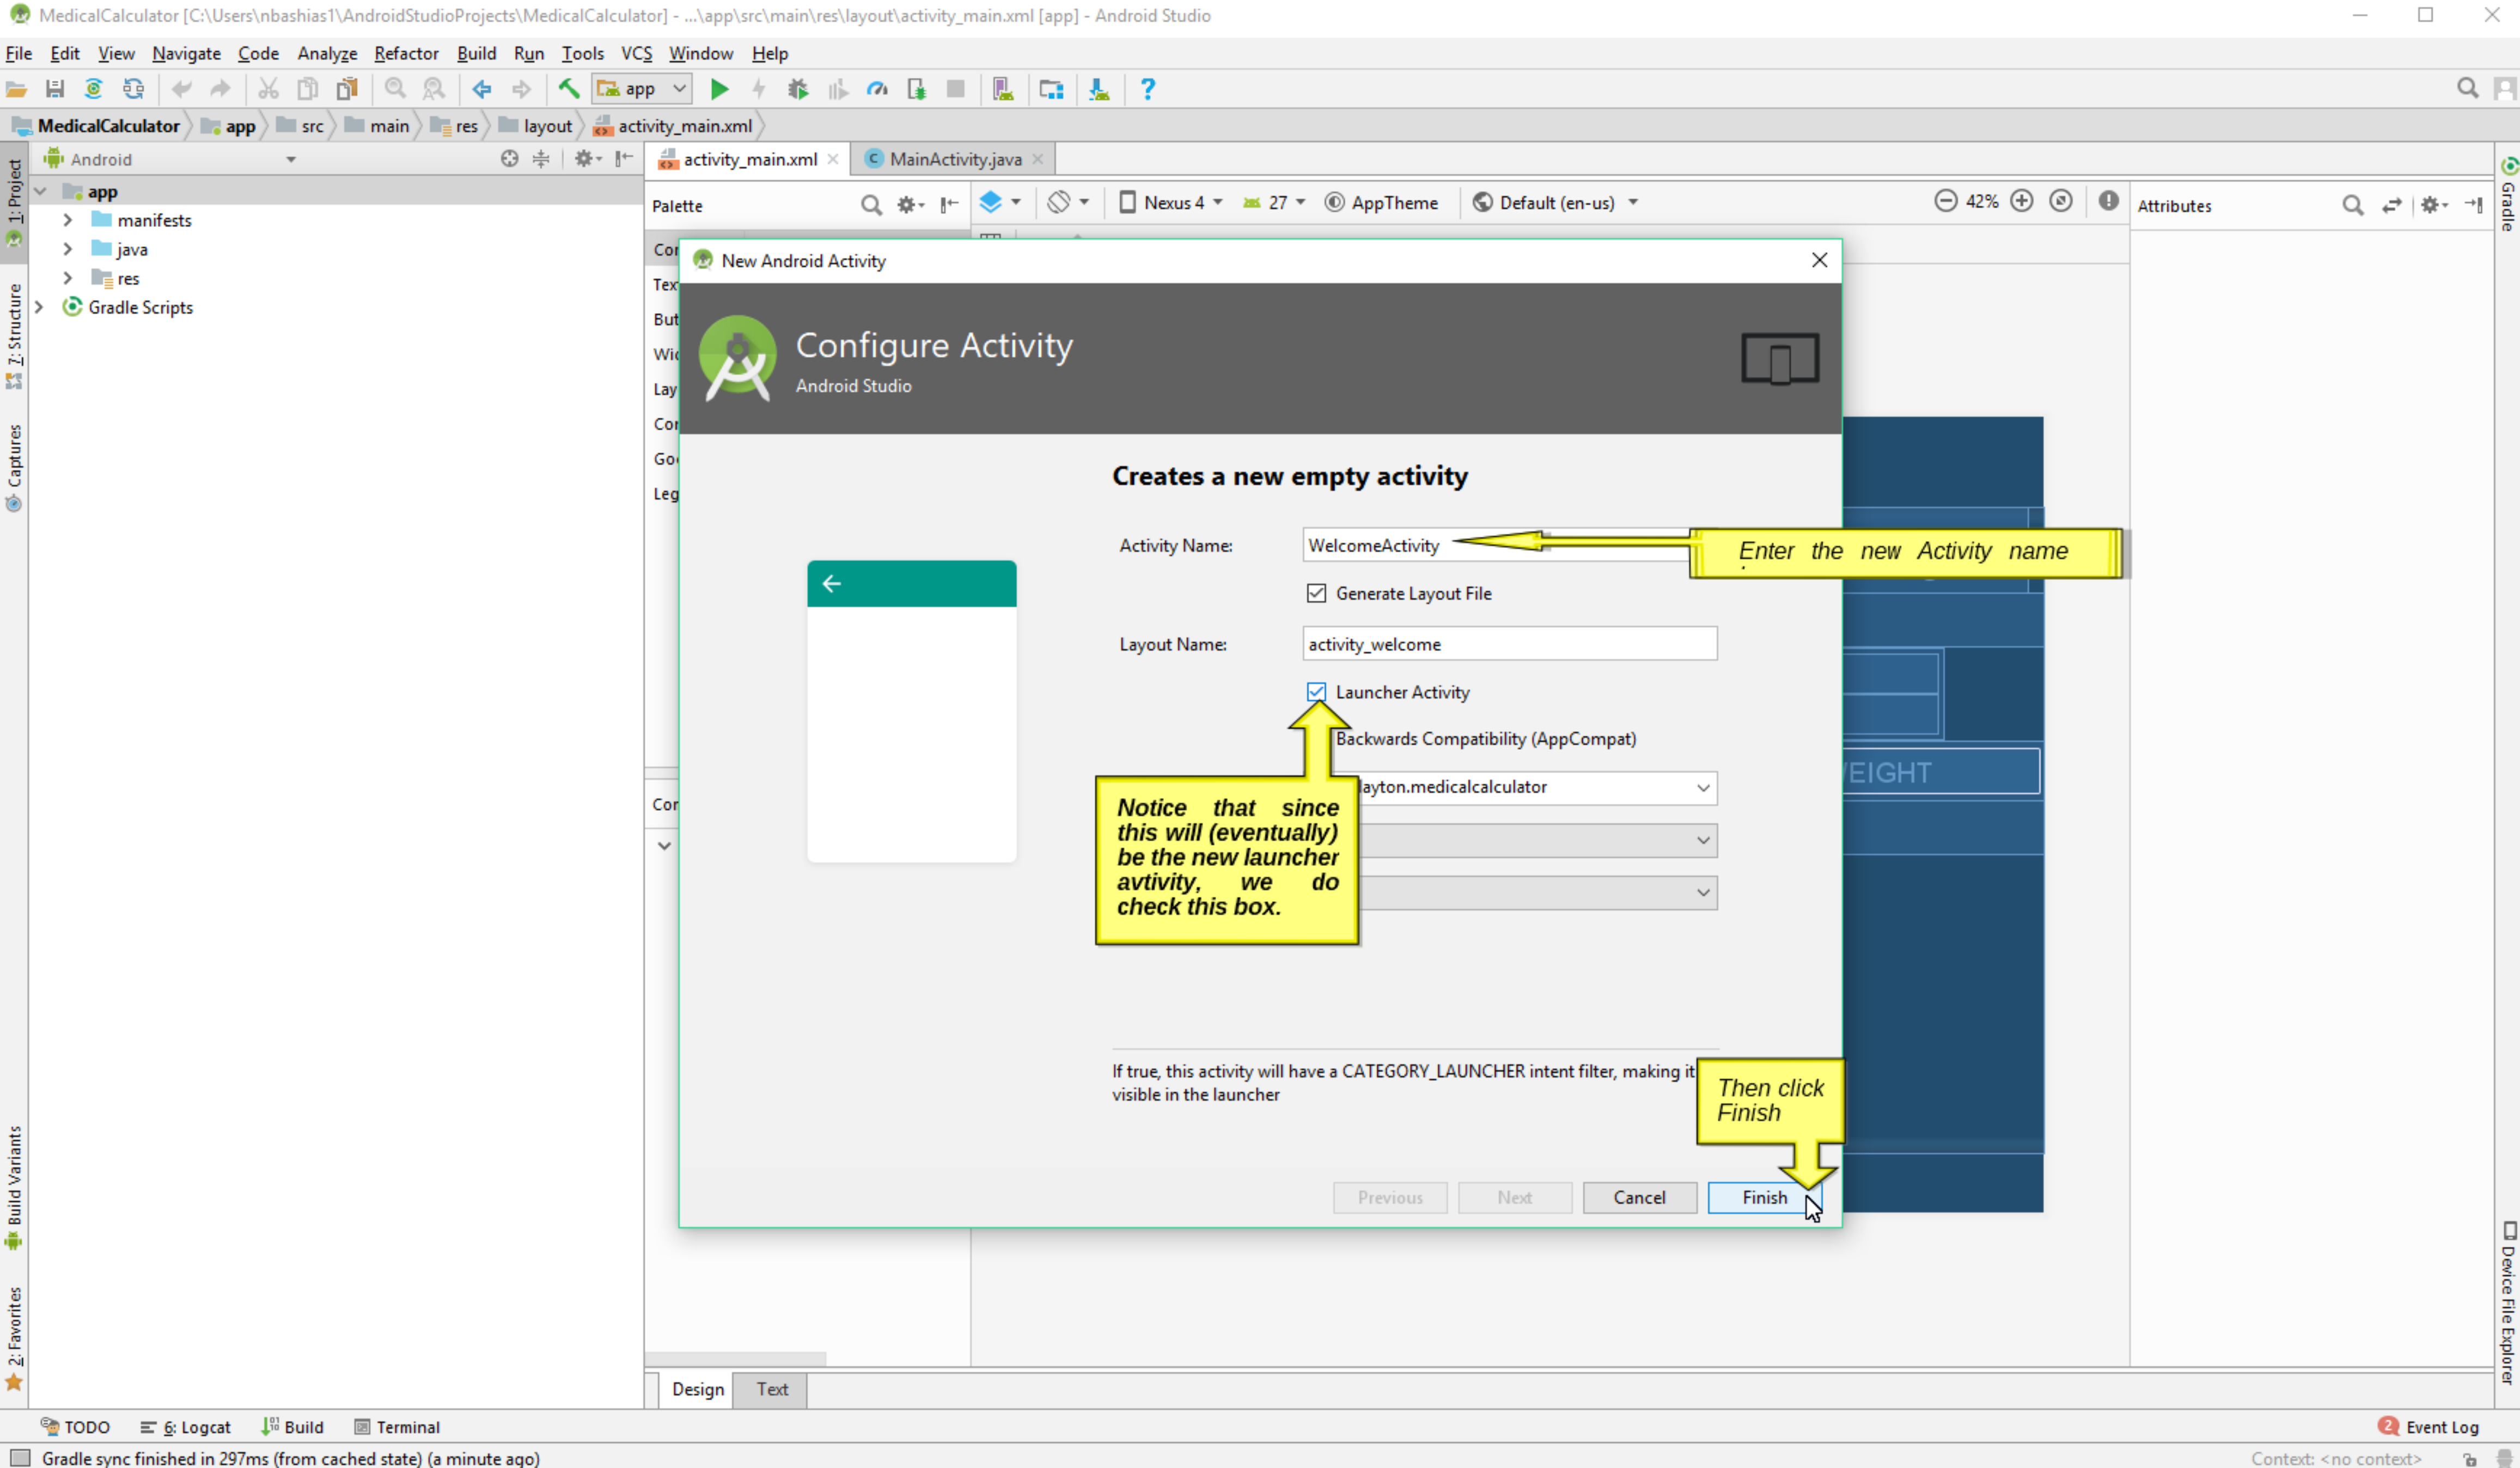 MedicalCalculator [C:\Users\nbashias1\AndroidStudioProjects\MedicalCalculator] - ...\app\src\main\res\layout\activity_main.xml [app] - Android Studio
File Edit View Navigate Code Analyze Refactor Build Run Tools VCS Window Help
app
MedicalCalculator app src main res layout activity_main.xml
1: Project
7: Structure
Captures
Build Variants
2: Favorites
Android
app
manifests
java
res
Gradle Scripts
activity_main.xml MainActivity.java
Palette
Nexus 4 27 AppTheme Default (en-us) 42%
Attributes
Gradle
Device File Explorer
New Android Activity
Configure Activity
Android Studio
Creates a new empty activity
Activity Name: WelcomeActivity
Enter the new Activity name
Generate Layout File
Layout Name: activity_welcome
Launcher Activity
Backwards Compatibility (AppCompat)
layton.medicalcalculator
Notice that since
this will (eventually)
be the new launcher
avtivity, we do
check this box.
EIGHT
If true, this activity will have a CATEGORY_LAUNCHER intent filter, making it
visible in the launcher
Then click
Finish
Previous Next Cancel Finish
Design Text
TODO 6: Logcat Build Terminal
2 Event Log
Gradle sync finished in 297ms (from cached state) (a minute ago)
Context: <no context>